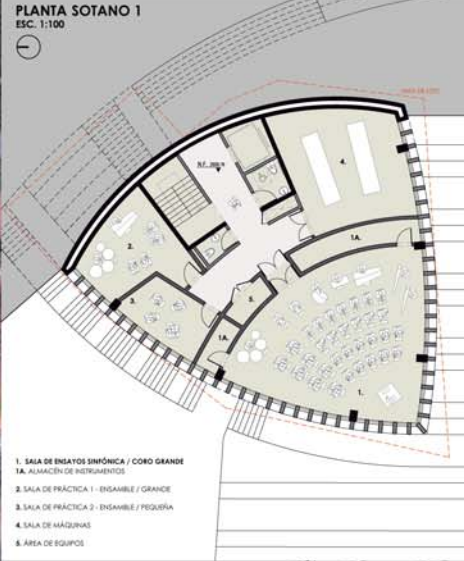 PLANTA SOTANO 1
ESC. 1:100
4.
2.
1A.
3.
5.
1A.
1.
1. SALA DE ENSAYOS SINFÓNICA / CORO GRANDE
1A. ALMACÉN DE INSTRUMENTOS
2. SALA DE PRÁCTICA 1 - ENSAMBLE / GRANDE
3. SALA DE PRÁCTICA 2 - ENSAMBLE / PEQUEÑA
4. SALA DE MÁQUINAS
5. ÁREA DE EQUIPOS